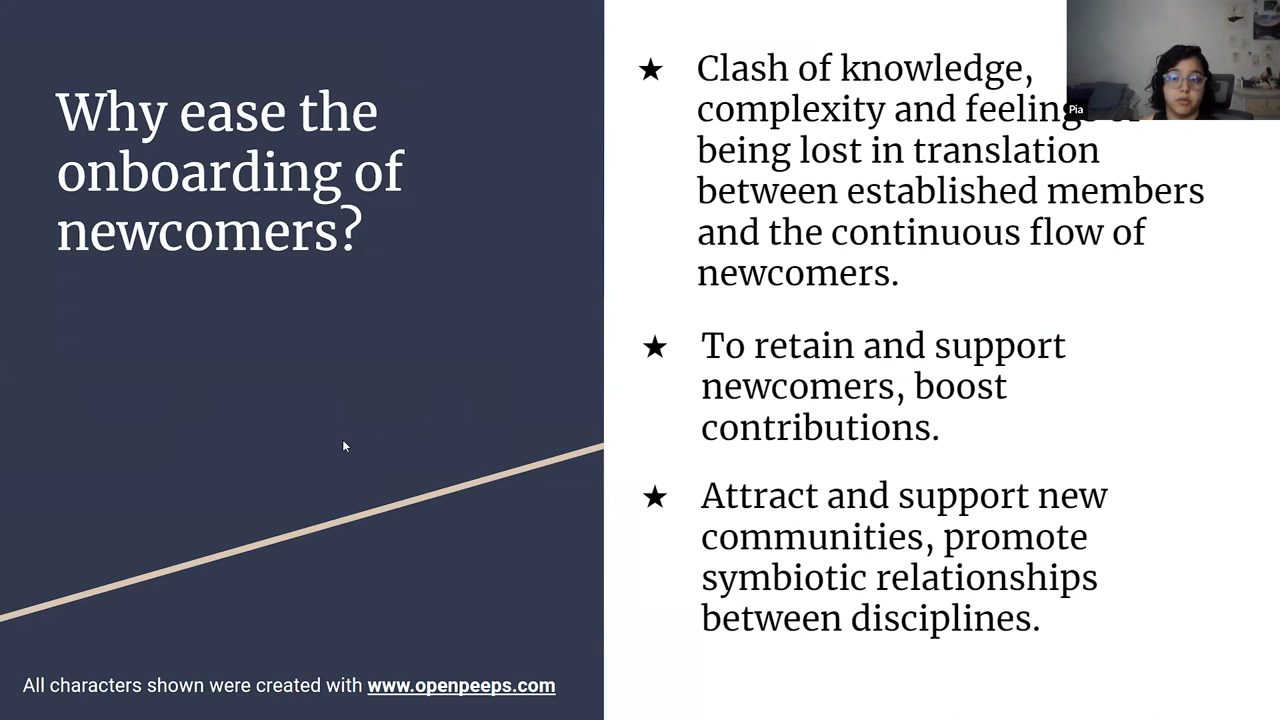 Why ease the
onboarding of
newcomers?
★ Clash of knowledge,
complexity and feelings
being lost in translation
between established members
and the continuous flow of
newcomers.
★ To retain and support
newcomers, boost
contributions.
★ Attract and support new
communities, promote
symbiotic relationships
between disciplines.
All characters shown were created with www.openpeeps.com
Pia